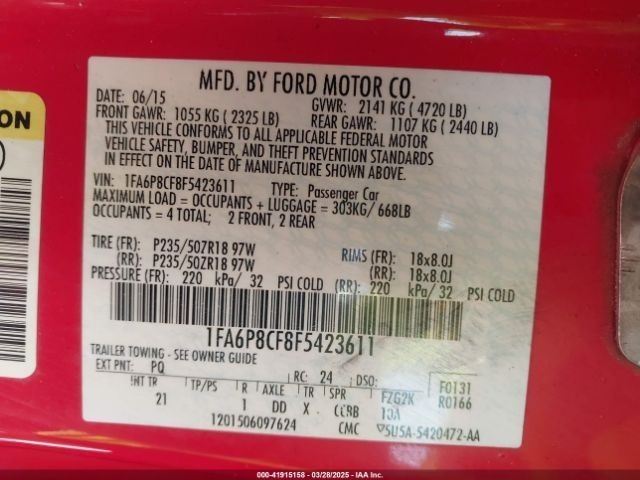 ON
MFD. BY FORD MOTOR CO.
DATE: 06/15 GVWR: 2141 KG ( 4720 LB)
FRONT GAWR: 1055 KG ( 2325 LB) REAR GAWR: 1107 KG ( 2440 LB)
THIS VEHICLE CONFORMS TO ALL APPLICABLE FEDERAL MOTOR
VEHICLE SAFETY, BUMPER, AND THEFT PREVENTION STANDARDS
IN EFFECT ON THE DATE OF MANUFACTURE SHOWN ABOVE.
VIN: 1FA6P8CF8F5423611 TYPE: Passenger Car
MAXIMUM LOAD = OCCUPANTS + LUGGAGE = 303KG/ 668LB
OCCUPANTS = 4 TOTAL; 2 FRONT, 2 REAR
TIRE (FR): P235/50ZR18 97W RIMS (FR): 18x8.0J
(RR): P235/50ZR18 97W (RR): 18x8.0J
PRESSURE (FR): 220 kPa/ 32 PSI COLD (RR): 220 kPa/ 32 PSI COLD
1FA6P8CF8F5423611
TRAILER TOWING - SEE OWNER GUIDE
EXT PNT: PQ RC: 24 DSO: F0131
INT TR TP/PS R AXLE TR SPR FZG2K R0166
21 1 DD X
1201506097624 CMC 5U5A-5420472-AA
000-41915158 - 03/28/2025 - IAAI-AC-